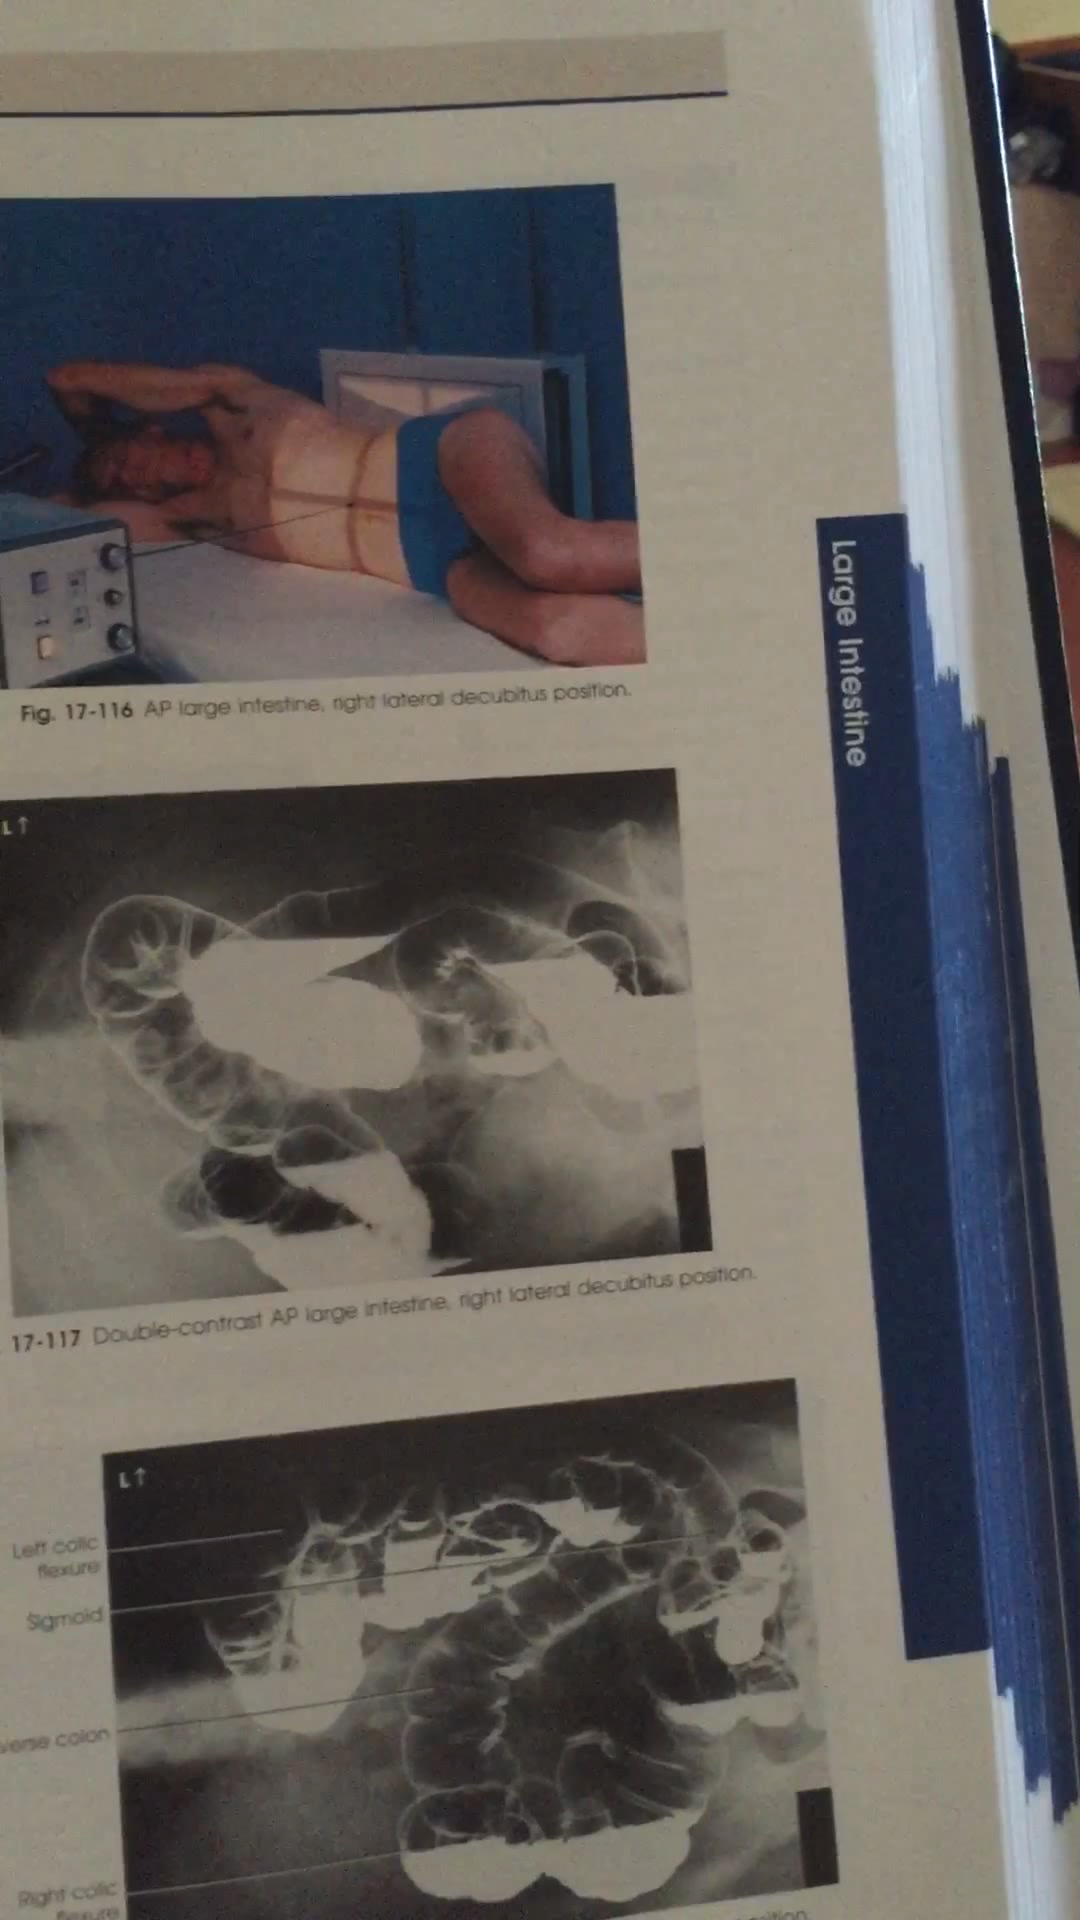 Large Intestine
Fig. 17-116 AP large intestine, right lateral decubitus position.
L↑
17-117 Double-contrast AP large intestine, right lateral decubitus position.
L↑
Left colic
flexure
Sigmoid
verse colon
Right colic
flexure